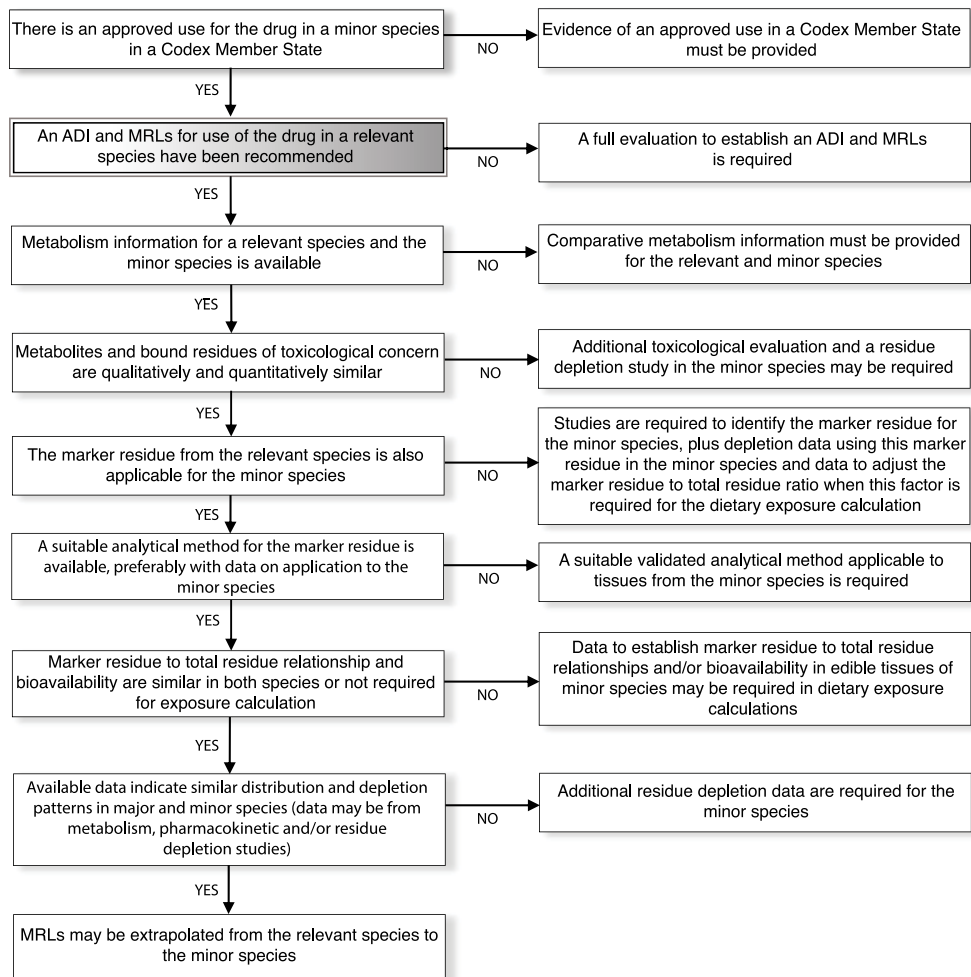 There is an approved use for the drug in a minor species
in a Codex Member State
NO
Evidence of an approved use in a Codex Member State
must be provided
YES
An ADI and MRLs for use of the drug in a relevant
species have been recommended
NO
A full evaluation to establish an ADI and MRLs
is required
YES
Metabolism information for a relevant species and the
minor species is available
NO
Comparative metabolism information must be provided
for the relevant and minor species
YES
Metabolites and bound residues of toxicological concern
are qualitatively and quantitatively similar
NO
Additional toxicological evaluation and a residue
depletion study in the minor species may be required
YES
The marker residue from the relevant species is also
applicable for the minor species
NO
Studies are required to identify the marker residue for
the minor species, plus depletion data using this marker
residue in the minor species and data to adjust the
marker residue to total residue ratio when this factor is
required for the dietary exposure calculation
YES
A suitable analytical method for the marker residue is
available, preferably with data on application to the
minor species
NO
A suitable validated analytical method applicable to
tissues from the minor species is required
YES
Marker residue to total residue relationship and
bioavailability are similar in both species or not required
for exposure calculation
NO
Data to establish marker residue to total residue
relationships and/or bioavailability in edible tissues of
minor species may be required in dietary exposure
calculations
YES
Available data indicate similar distribution and depletion
patterns in major and minor species (data may be from
metabolism, pharmacokinetic and/or residue
depletion studies)
NO
Additional residue depletion data are required for the
minor species
YES
MRLs may be extrapolated from the relevant species to
the minor species